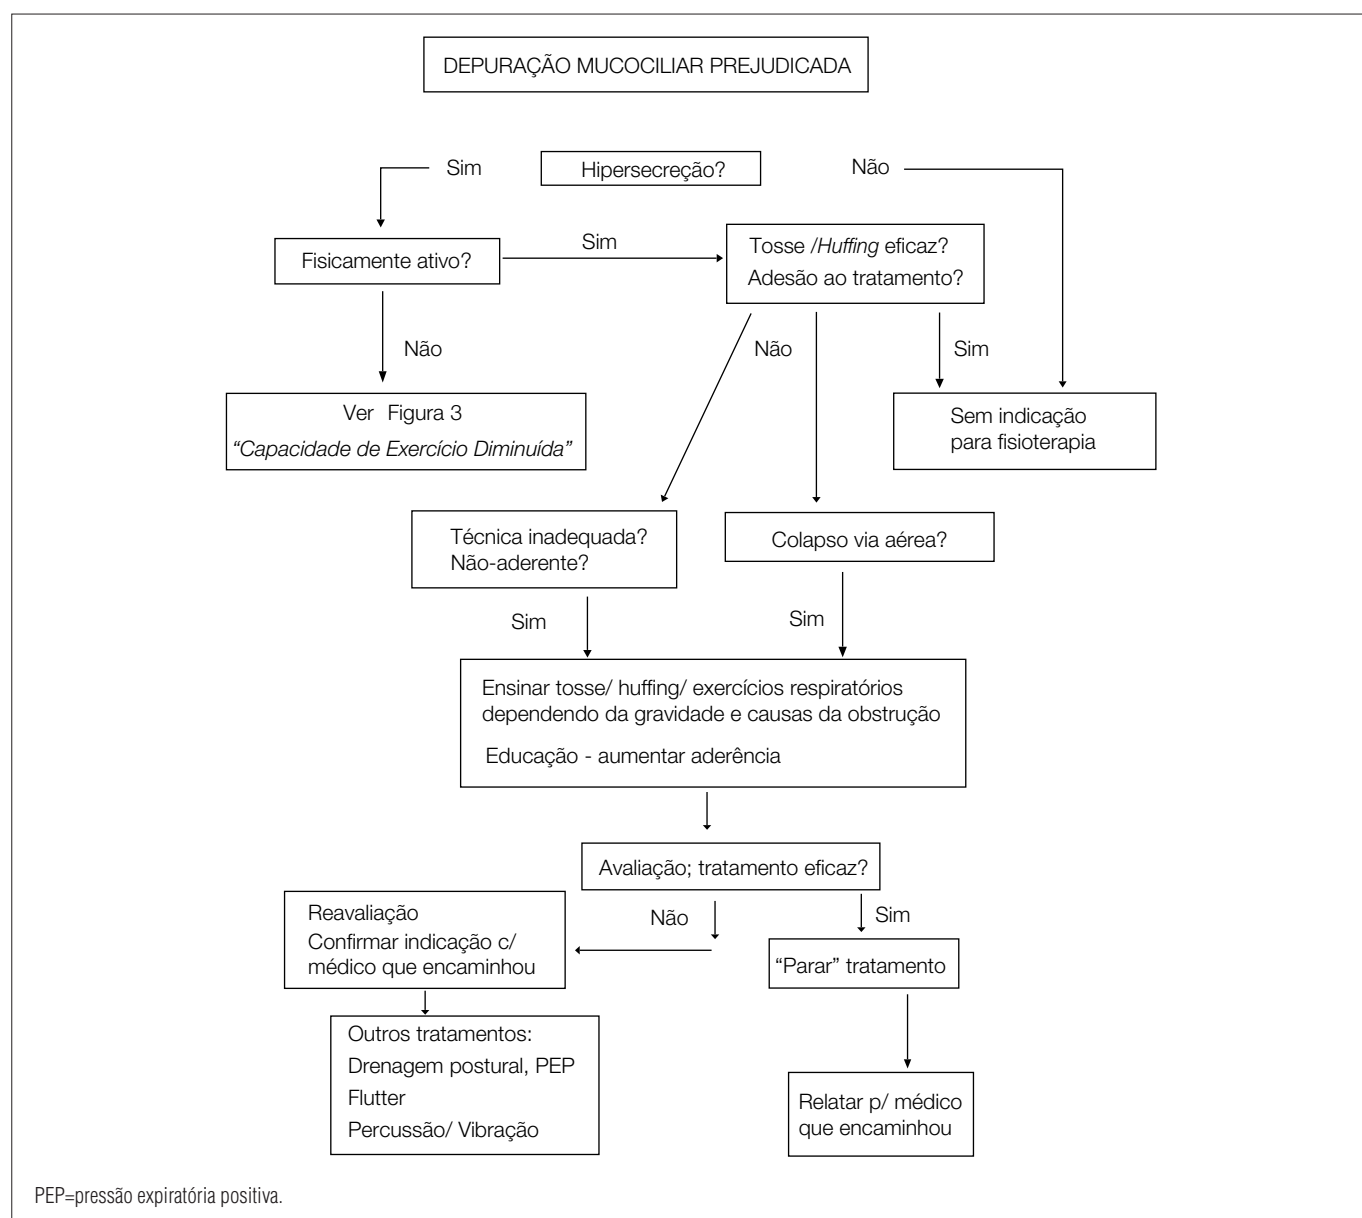 DEPURAÇÃO MUCOCILIAR PREJUDICADA
Sim
Hipersecreção?
Não
Fisicamente ativo?
Sim
Tosse /Huffing eficaz?
Adesão ao tratamento?
Não
Não
Sim
Ver Figura 3
“Capacidade de Exercício Diminuída”
Sem indicação
para fisioterapia
Técnica inadequada?
Não-aderente?
Colapso via aérea?
Sim
Sim
Ensinar tosse/ huffing/ exercícios respiratórios
dependendo da gravidade e causas da obstrução
Educação - aumentar aderência
Avaliação; tratamento eficaz?
Não
Sim
Reavaliação
Confirmar indicação c/
médico que encaminhou
“Parar” tratamento
Outros tratamentos:
Drenagem postural, PEP
Flutter
Percussão/ Vibração
Relatar p/ médico
que encaminhou
PEP=pressão expiratória positiva.